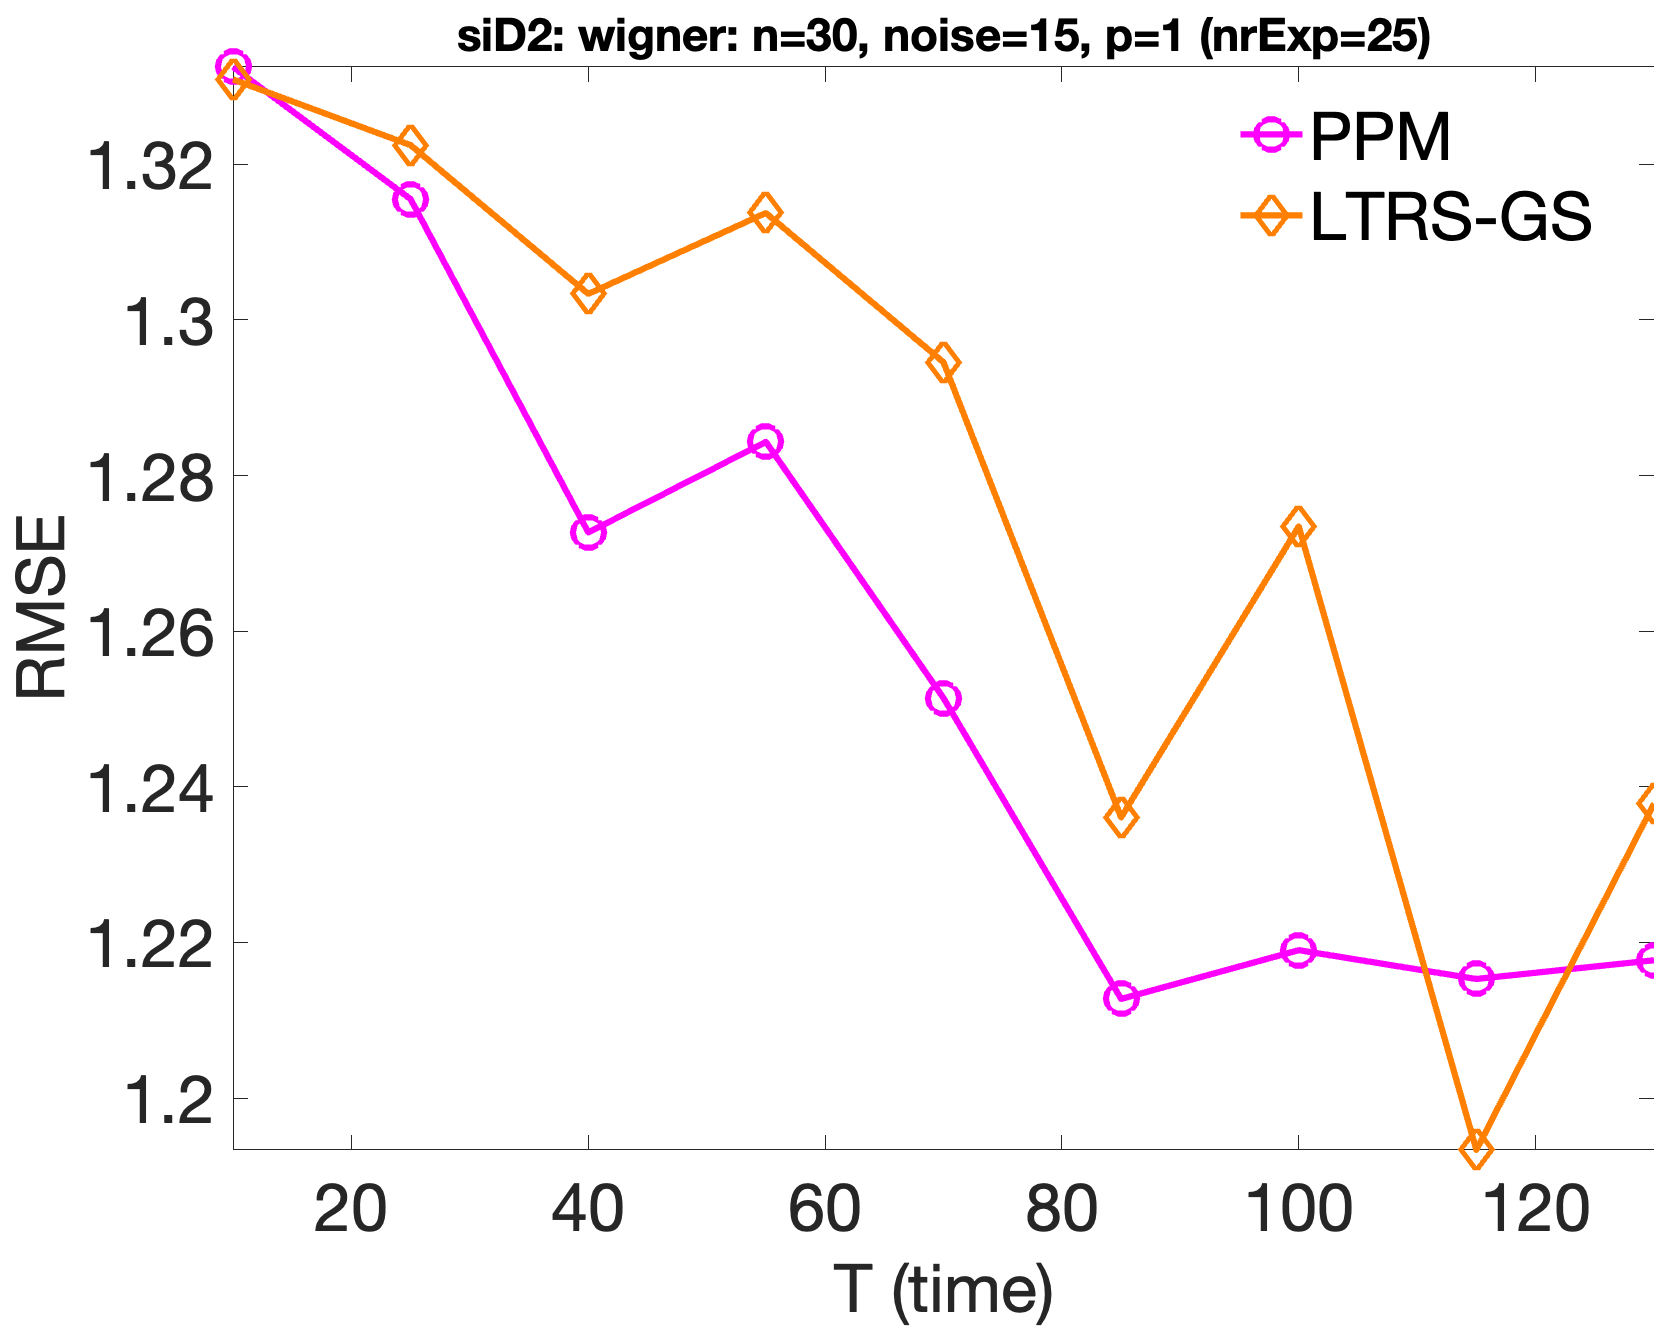 siD2: wigner: n=30, noise=15, p=1 (nrExp=25)
PPM
LTRS-GS
1.32
1.3
1.28
1.26
1.24
1.22
1.2
RMSE
20 40 60 80 100 120
T (time)